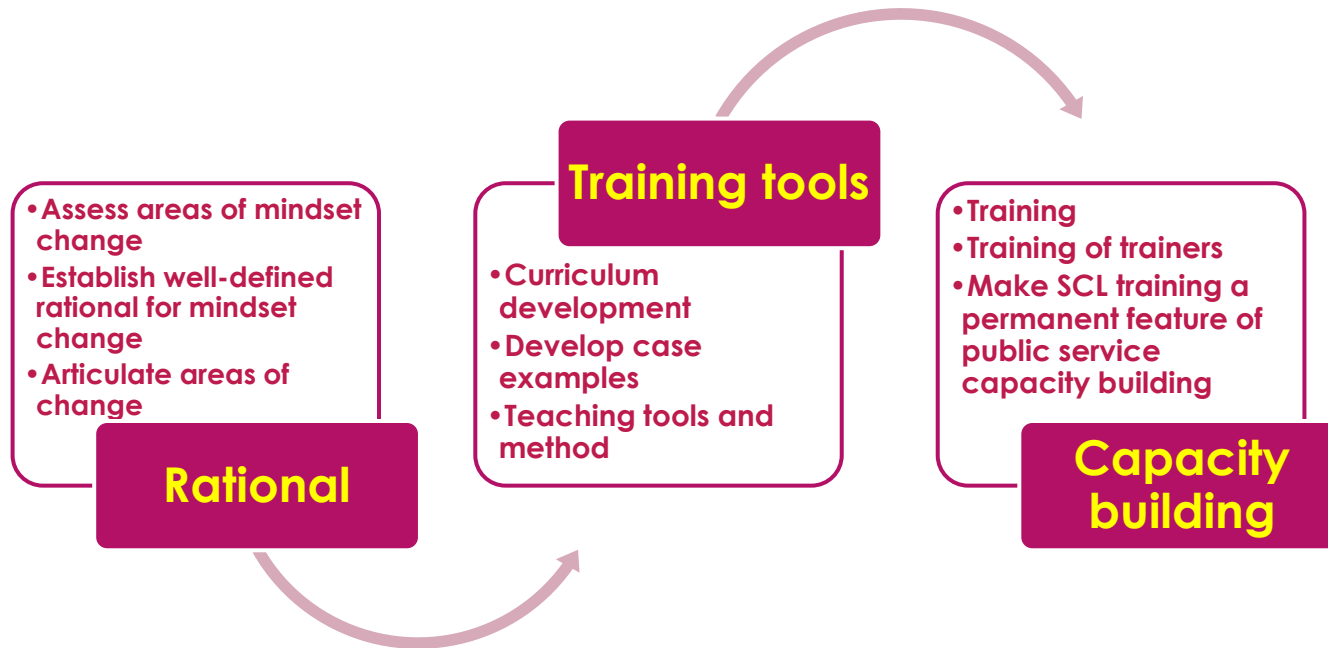 •Assess areas of mindset
change
•Establish well-defined
rational for mindset
change
•Articulate areas of
change
Rational
Training tools
•Curriculum
development
•Develop case
examples
•Teaching tools and
method
•Training
•Training of trainers
•Make SCL training a
permanent feature of
public service
capacity building
Capacity
building